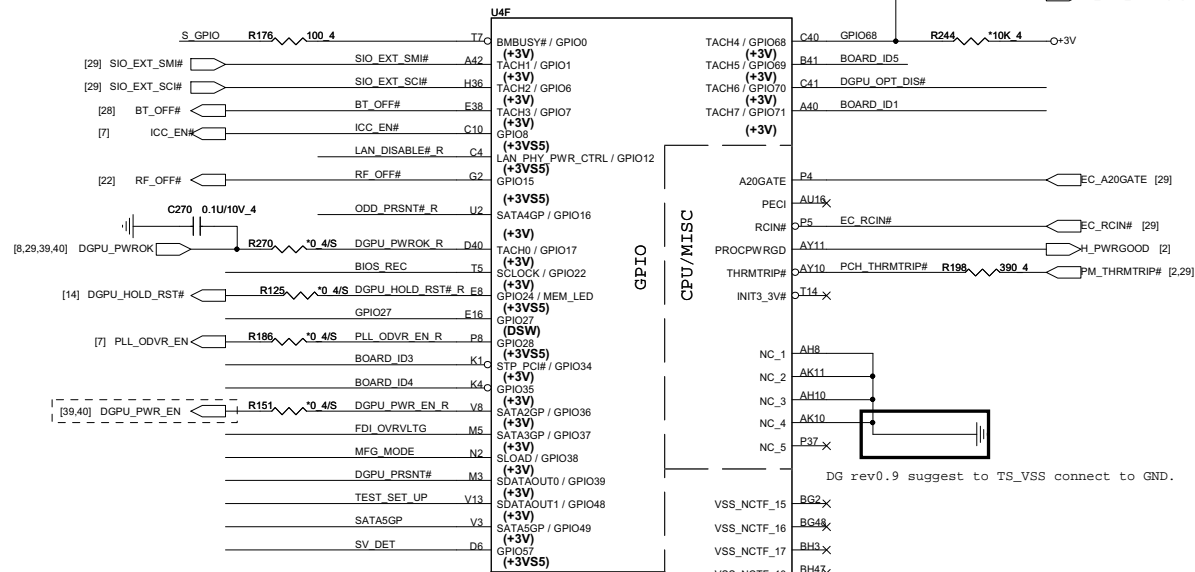 U4F
S_GPIO R176 100_4 T7 BMBUSY# / GPIO0
(+3V)
[29] SIO_EXT_SMI# SIO_EXT_SMI# A42 TACH1 / GPIO1
(+3V)
[29] SIO_EXT_SCI# SIO_EXT_SCI# H36 TACH2 / GPIO6
(+3V)
[28] BT_OFF# BT_OFF# E38 TACH3 / GPIO7
(+3V)
[7] ICC_EN# ICC_EN# C10 GPIO8
(+3VS5)
LAN_DISABLE#_R C4 LAN_PHY_PWR_CTRL / GPIO12
(+3VS5)
[22] RF_OFF# RF_OFF# G2 GPIO15
(+3VS5)
ODD_PRSNT#_R U2 SATA4GP / GPIO16
C270 0.1U/10V_4
(+3V)
[8,29,39,40] DGPU_PWROK R270 *0_4/S DGPU_PWROK_R D40 TACH0 / GPIO17
(+3V)
BIOS_REC T5 SCLOCK / GPIO22
(+3V)
[14] DGPU_HOLD_RST# R125 *0_4/S DGPU_HOLD_RST#_R E8 GPIO24 / MEM_LED
(+3VS5)
GPIO27 E16 GPIO27
(DSW)
[7] PLL_ODVR_EN R186 *0_4/S PLL_ODVR_EN_R P8 GPIO28
(+3VS5)
BOARD_ID3 K1 STP_PCI# / GPIO34
(+3V)
BOARD_ID4 K4 GPIO35
(+3V)
[39,40] DGPU_PWR_EN R151 *0_4/S DGPU_PWR_EN_R V8 SATA2GP / GPIO36
(+3V)
FDI_OVRVLTG M5 SATA3GP / GPIO37
(+3V)
MFG_MODE N2 SLOAD / GPIO38
(+3V)
DGPU_PRSNT# M3 SDATAOUT0 / GPIO39
(+3V)
TEST_SET_UP V13 SDATAOUT1 / GPIO48
(+3V)
SATA5GP V3 SATA5GP / GPIO49
(+3V)
SV_DET D6 GPIO57
(+3VS5)
GPIO
CPU/MISC
TACH4 / GPIO68 C40 GPIO68 R244 *10K_4 +3V
(+3V)
TACH5 / GPIO69 B41 BOARD_ID5
(+3V)
TACH6 / GPIO70 C41 DGPU_OPT_DIS#
(+3V)
TACH7 / GPIO71 A40 BOARD_ID1
(+3V)
A20GATE P4 EC_A20GATE [29]
PECI AU16
RCIN# P5 EC_RCIN# EC_RCIN# [29]
PROCPWRGD AY11 H_PWRGOOD [2]
THRMTRIP# AY10 PCH_THRMTRIP# R198 390_4 PM_THRMTRIP# [2,29]
INIT3_3V# T14
NC_1 AH8
NC_2 AK11
NC_3 AH10
NC_4 AK10
NC_5 P37
DG rev0.9 suggest to TS_VSS connect to GND.
VSS_NCTF_15 BG2
VSS_NCTF_16 BG48
VSS_NCTF_17 BH3
BH47